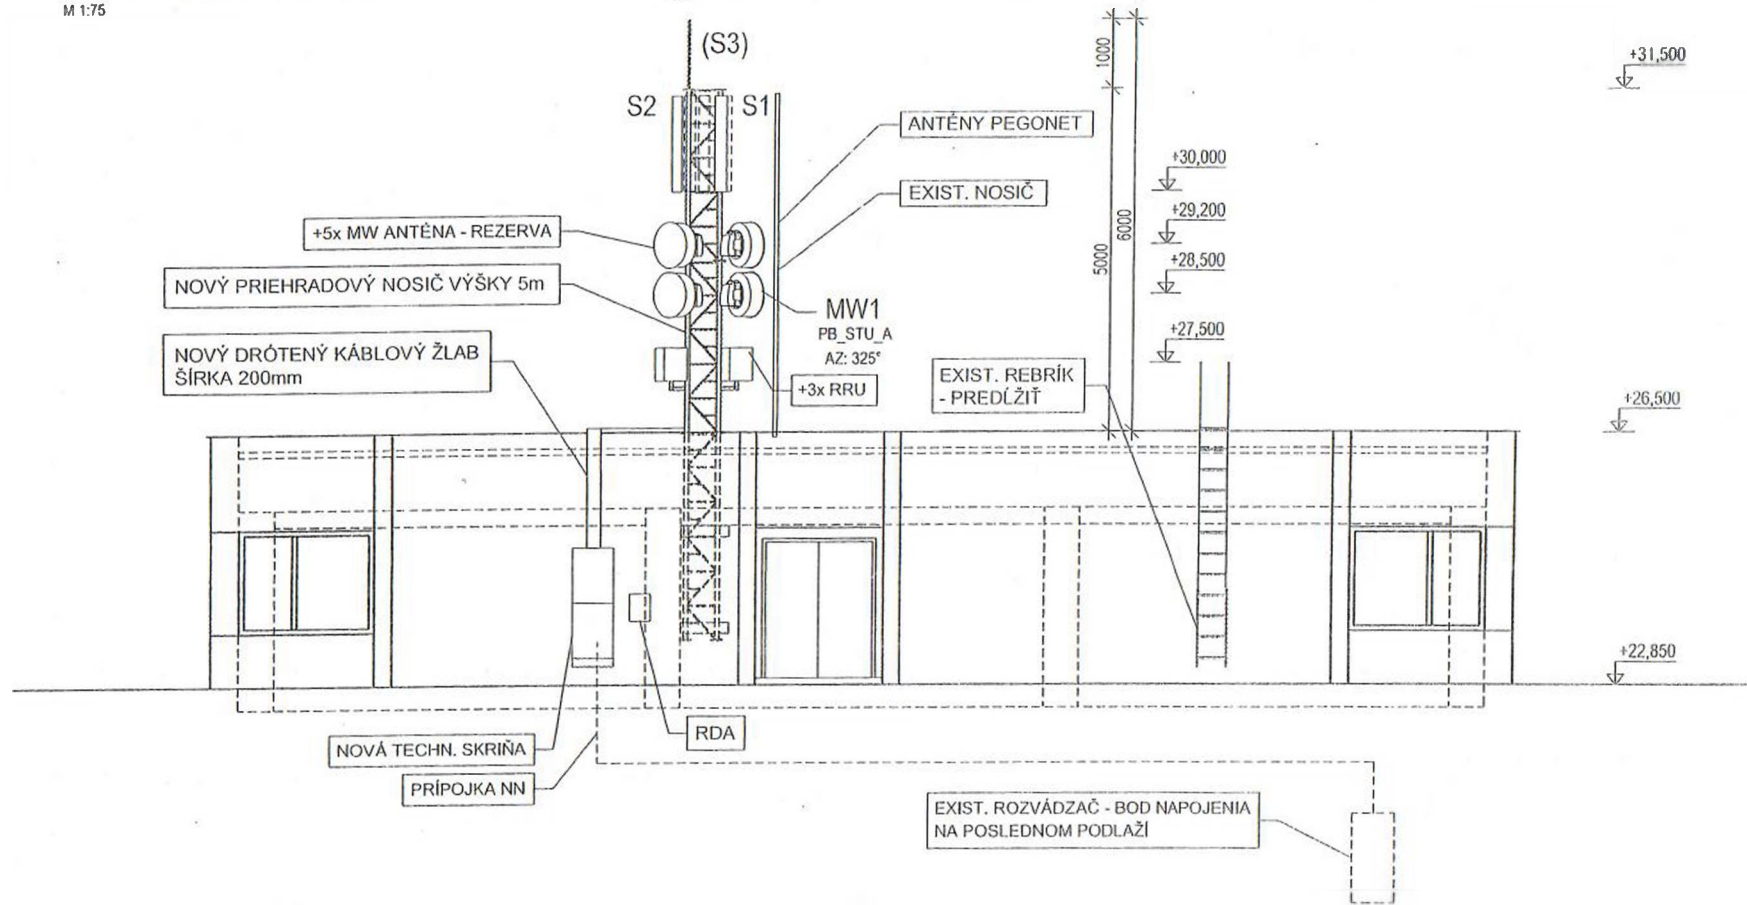 M 1:75
(S3)
S2
S1
1000
+31,500
ANTÉNY PEGONET
+30,000
EXIST. NOSIČ
+29,200
6000
+5x MW ANTÉNA - REZERVA
5000
+28,500
NOVÝ PRIEHRADOVÝ NOSIČ VÝŠKY 5m
MW1
PB_STU_A
AZ: 325°
+27,500
NOVÝ DRÔTENÝ KÁBLOVÝ ŽLAB
ŠÍRKA 200mm
+3x RRU
EXIST. REBRÍK
- PREDĹŽIŤ
+26,500
+22,850
RDA
NOVÁ TECHN. SKRIŇA
PRÍPOJKA NN
EXIST. ROZVÁDZAČ - BOD NAPOJENIA
NA POSLEDNOM PODLAŽÍ